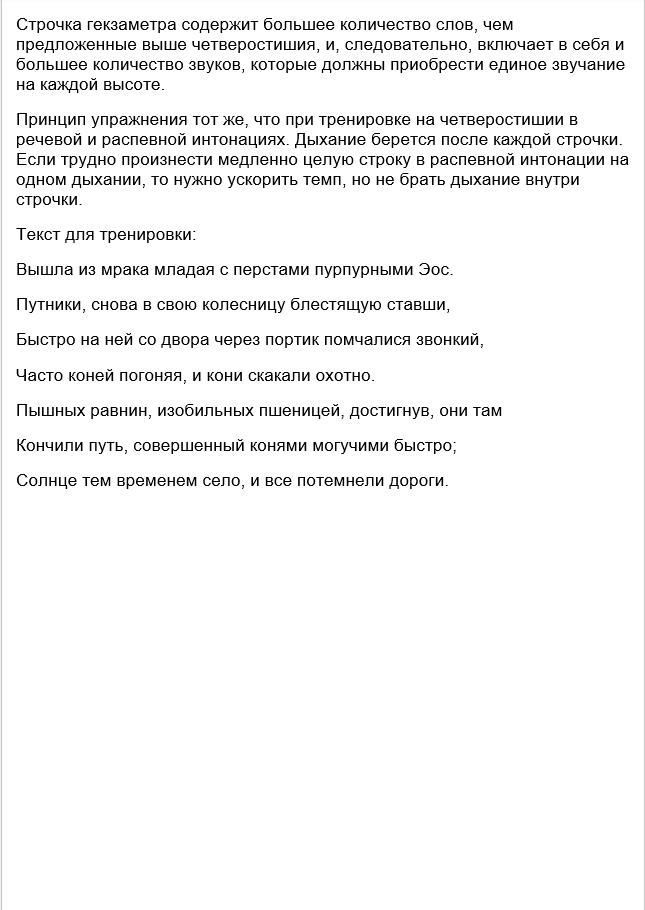 Строчка гекзаметра содержит большее количество слов, чем
предложенные выше четверостишия, и, следовательно, включает в себя и
большее количество звуков, которые должны приобрести единое звучание
на каждой высоте.
Принцип упражнения тот же, что при тренировке на четверостишии в
речевой и распевной интонациях. Дыхание берется после каждой строчки.
Если трудно произнести медленно целую строку в распевной интонации на
одном дыхании, то нужно ускорить темп, но не брать дыхание внутри
строчки.
Текст для тренировки:
Вышла из мрака младая с перстами пурпурными Эос.
Путники, снова в свою колесницу блестящую ставши,
Быстро на ней со двора через портик помчалися звонкий,
Часто коней погоняя, и кони скакали охотно.
Пышных равнин, изобильных пшеницей, достигнув, они там
Кончили путь, совершенный конями могучими быстро;
Солнце тем временем село, и все потемнели дороги.